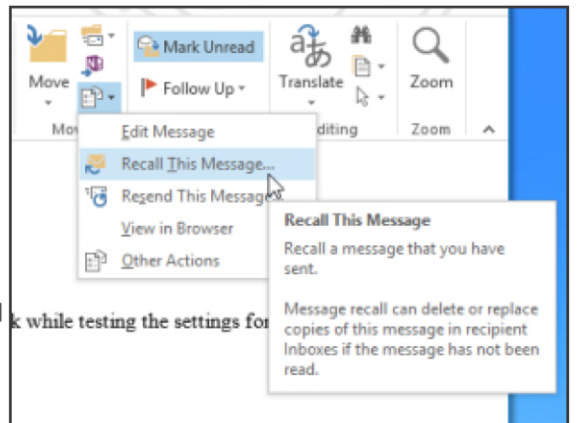 Mark Unread
Move
Follow Up
Translate
Zoom
Mo
diting
Zoom
Edit Message
Recall This Message...
Resend This Message
View in Browser
Other Actions
Recall This Message
Recall a message that you have
sent.
Message recall can delete or replace
copies of this message in recipient
Inboxes if the message has not been
read.
k while testing the settings for